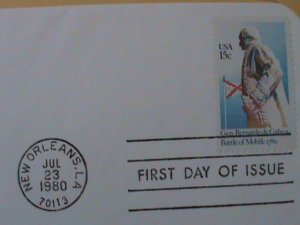 USA
15c
Gen. Bernardo de Gálvez
Battle of Mobile 1780
NEW ORLEANS, LA
JUL
23
1980
70113
FIRST DAY OF ISSUE